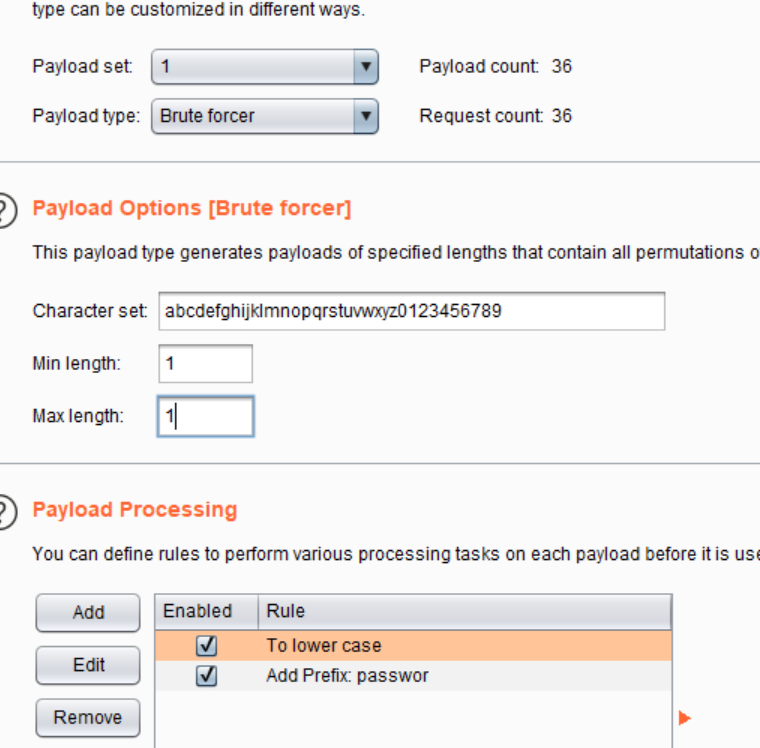 type can be customized in different ways.
Payload set: 1 Payload count: 36
Payload type: Brute forcer Request count: 36
? Payload Options [Brute forcer]
This payload type generates payloads of specified lengths that contain all permutations o
Character set: abcdefghijklmnopqrstuvwxyz0123456789
Min length: 1
Max length: 1
? Payload Processing
You can define rules to perform various processing tasks on each payload before it is use
Add Enabled Rule
To lower case
Edit Add Prefix: passwor
Remove